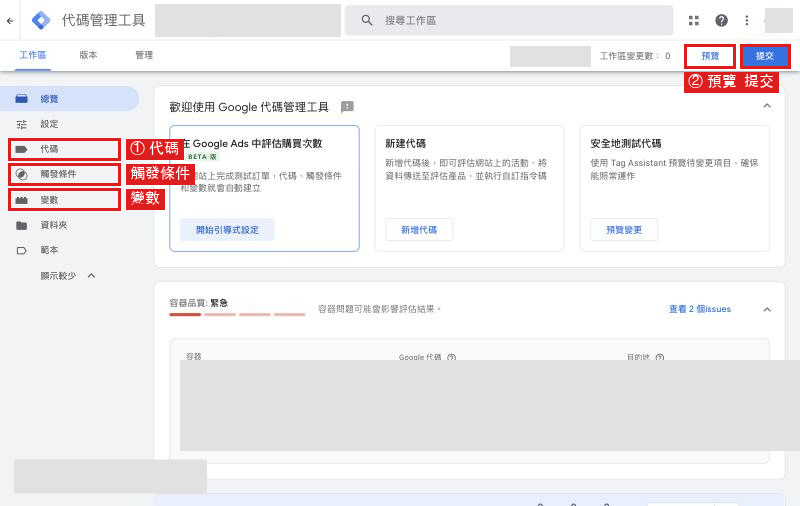 代碼管理工具
搜尋工作區
工作區
版本
管理
工作區變更數： 0
預覽
提交
② 預覽 提交
總覽
設定
代碼
① 代碼
觸發條件
觸發條件
變數
變數
資料夾
範本
顯示較少
歡迎使用 Google 代碼管理工具
在 Google Ads 中評估購買次數
BETA 版
網站上完成測試訂單，代碼、觸發條件
和變數就會自動建立
開始引導式設定
新建代碼
新增代碼後，即可評估網站上的活動、將
資料傳送至評估產品，並執行自訂指令碼
新增代碼
安全地測試代碼
使用 Tag Assistant 預覽待變更項目，確保
能照常運作
預覽變更
容器品質: 緊急
容器問題可能會影響評估結果。
查看 2 個issues
容器
Google 代碼
目的地